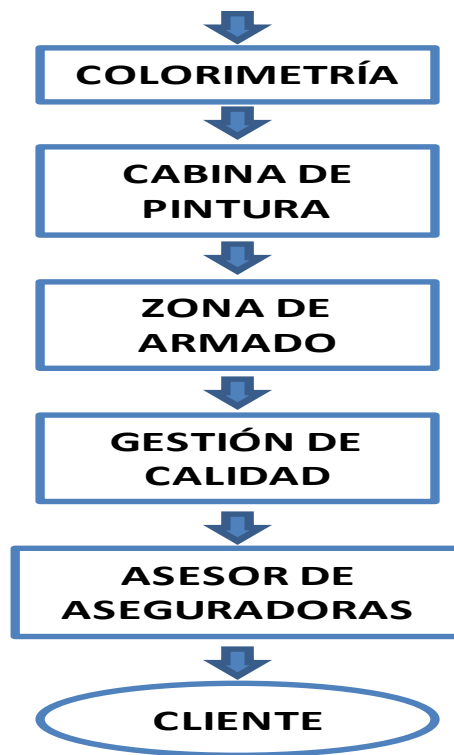 COLORIMETRÍA
CABINA DE
PINTURA
ZONA DE
ARMADO
GESTIÓN DE
CALIDAD
ASESOR DE
ASEGURADORAS
CLIENTE